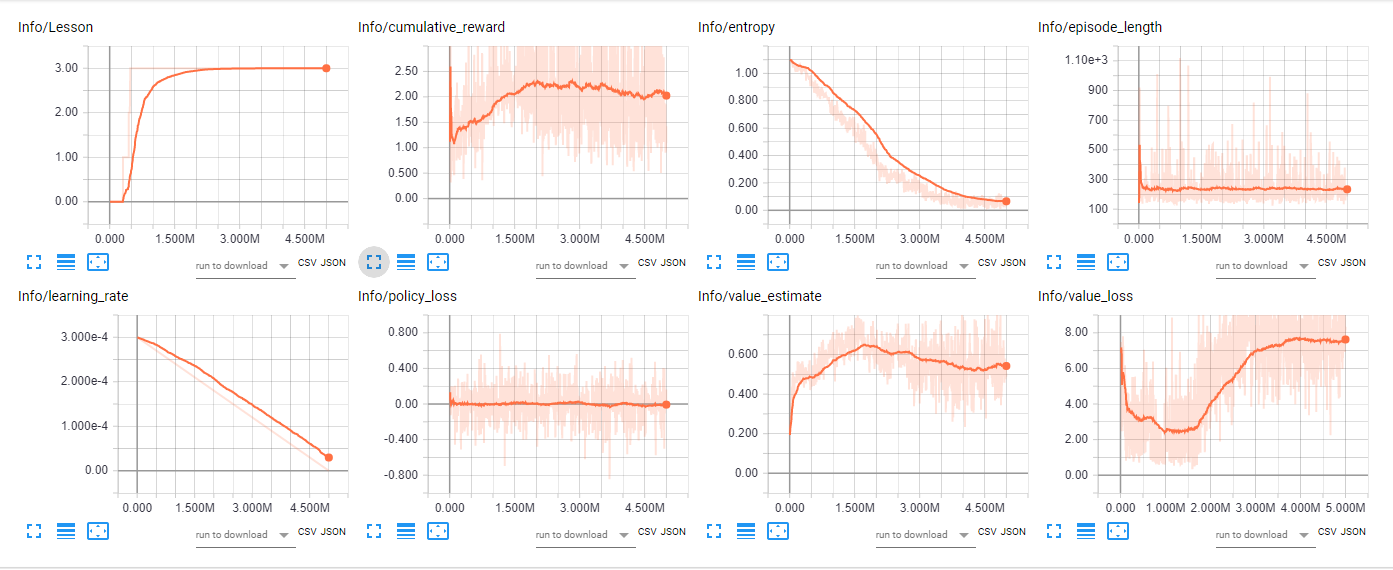 Info/Lesson
3.00
2.00
1.00
0.00
0.000 1.500M 3.000M 4.500M
run to download CSV JSON
Info/cumulative_reward
2.50
2.00
1.50
1.00
0.500
0.00
0.000 1.500M 3.000M 4.500M
run to download CSV JSON
Info/entropy
1.00
0.800
0.600
0.400
0.200
0.00
0.000 1.500M 3.000M 4.500M
run to download CSV JSON
Info/episode_length
1.10e+3
900
700
500
300
100
0.000 1.500M 3.000M 4.500M
run to download CSV JSON
Info/learning_rate
3.000e-4
2.000e-4
1.000e-4
0.00
0.000 1.500M 3.000M 4.500M
run to download CSV JSON
Info/policy_loss
0.800
0.400
0.00
-0.400
-0.800
0.000 1.500M 3.000M 4.500M
run to download CSV JSON
Info/value_estimate
0.600
0.400
0.200
0.00
0.000 1.500M 3.000M 4.500M
run to download CSV JSON
Info/value_loss
8.00
6.00
4.00
2.00
0.00
0.000 1.000M 2.000M 3.000M 4.000M 5.000M
run to download CSV JSON